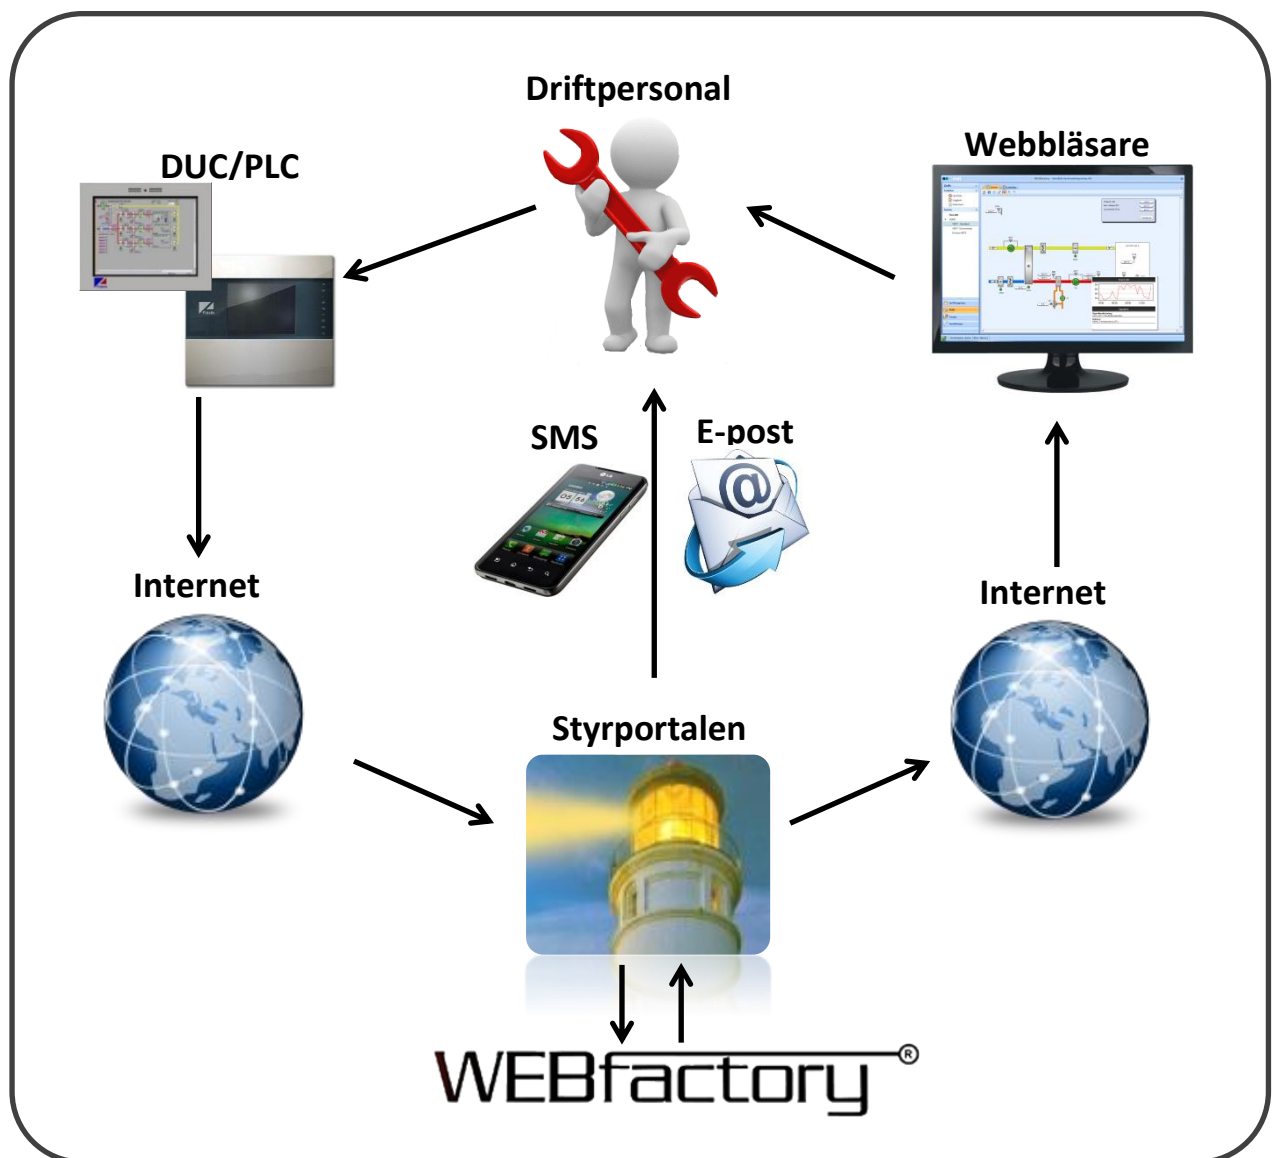 Driftpersonal
DUC/PLC
Webbläsare
SMS
E-post
Internet
Internet
Styrportalen
WEBfactory®